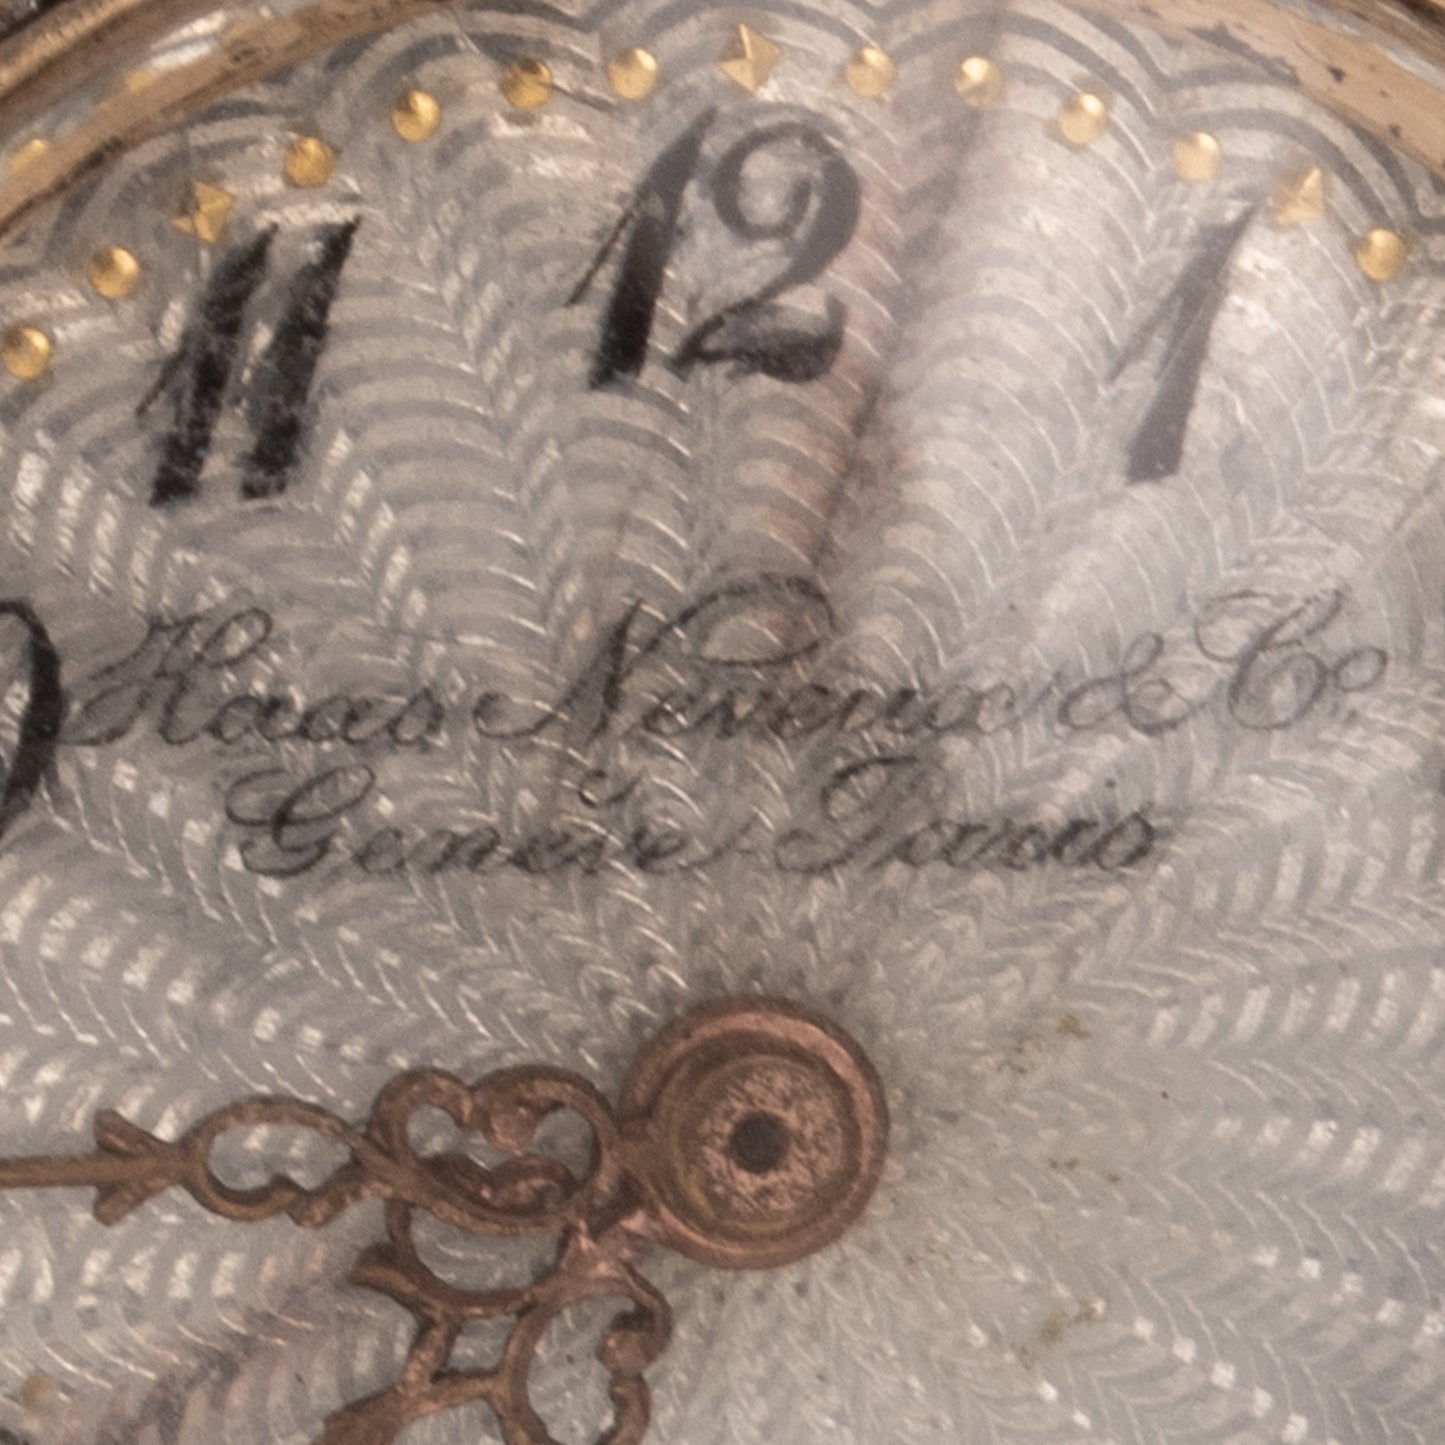 11 12 1
Haas Neveux & Co.
Genève, Paris